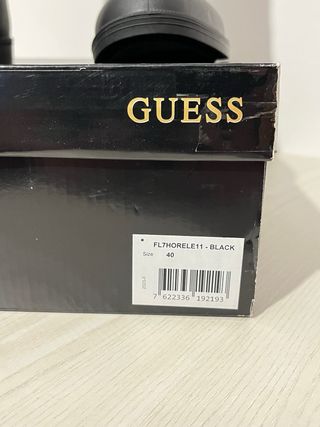 GUESS
FL7HORELE11 - BLACK
Size 40
7 622336 192193